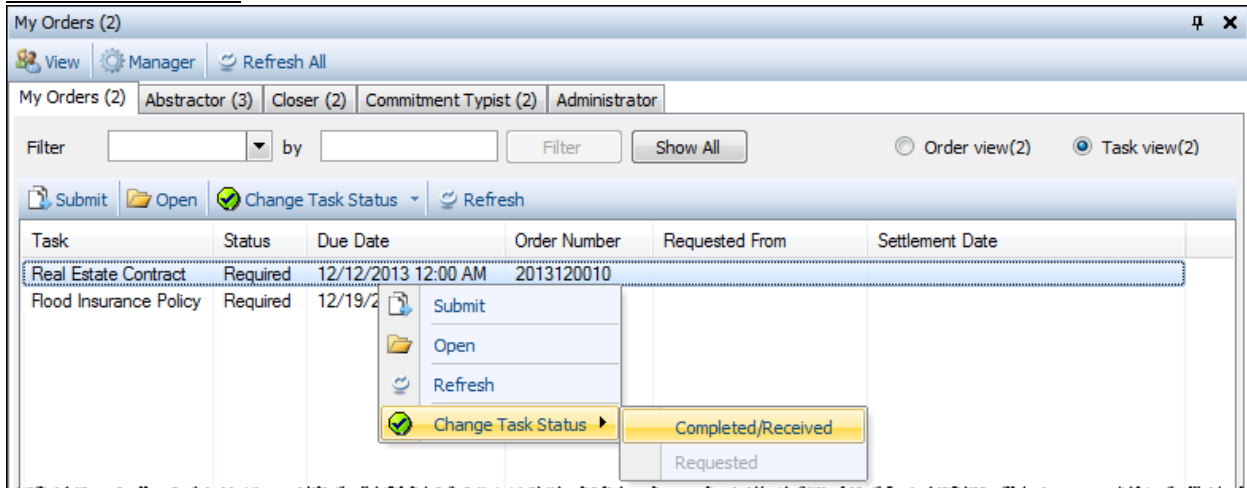 My Orders (2)
View Manager Refresh All
My Orders (2) Abstractor (3) Closer (2) Commitment Typist (2) Administrator
Filter by Filter Show All Order view(2) Task view(2)
Submit Open Change Task Status Refresh
Task Status Due Date Order Number Requested From Settlement Date
Real Estate Contract Required 12/12/2013 12:00 AM 2013120010
Flood Insurance Policy Required 12/19/2
Submit
Open
Refresh
Change Task Status
Completed/Received
Requested